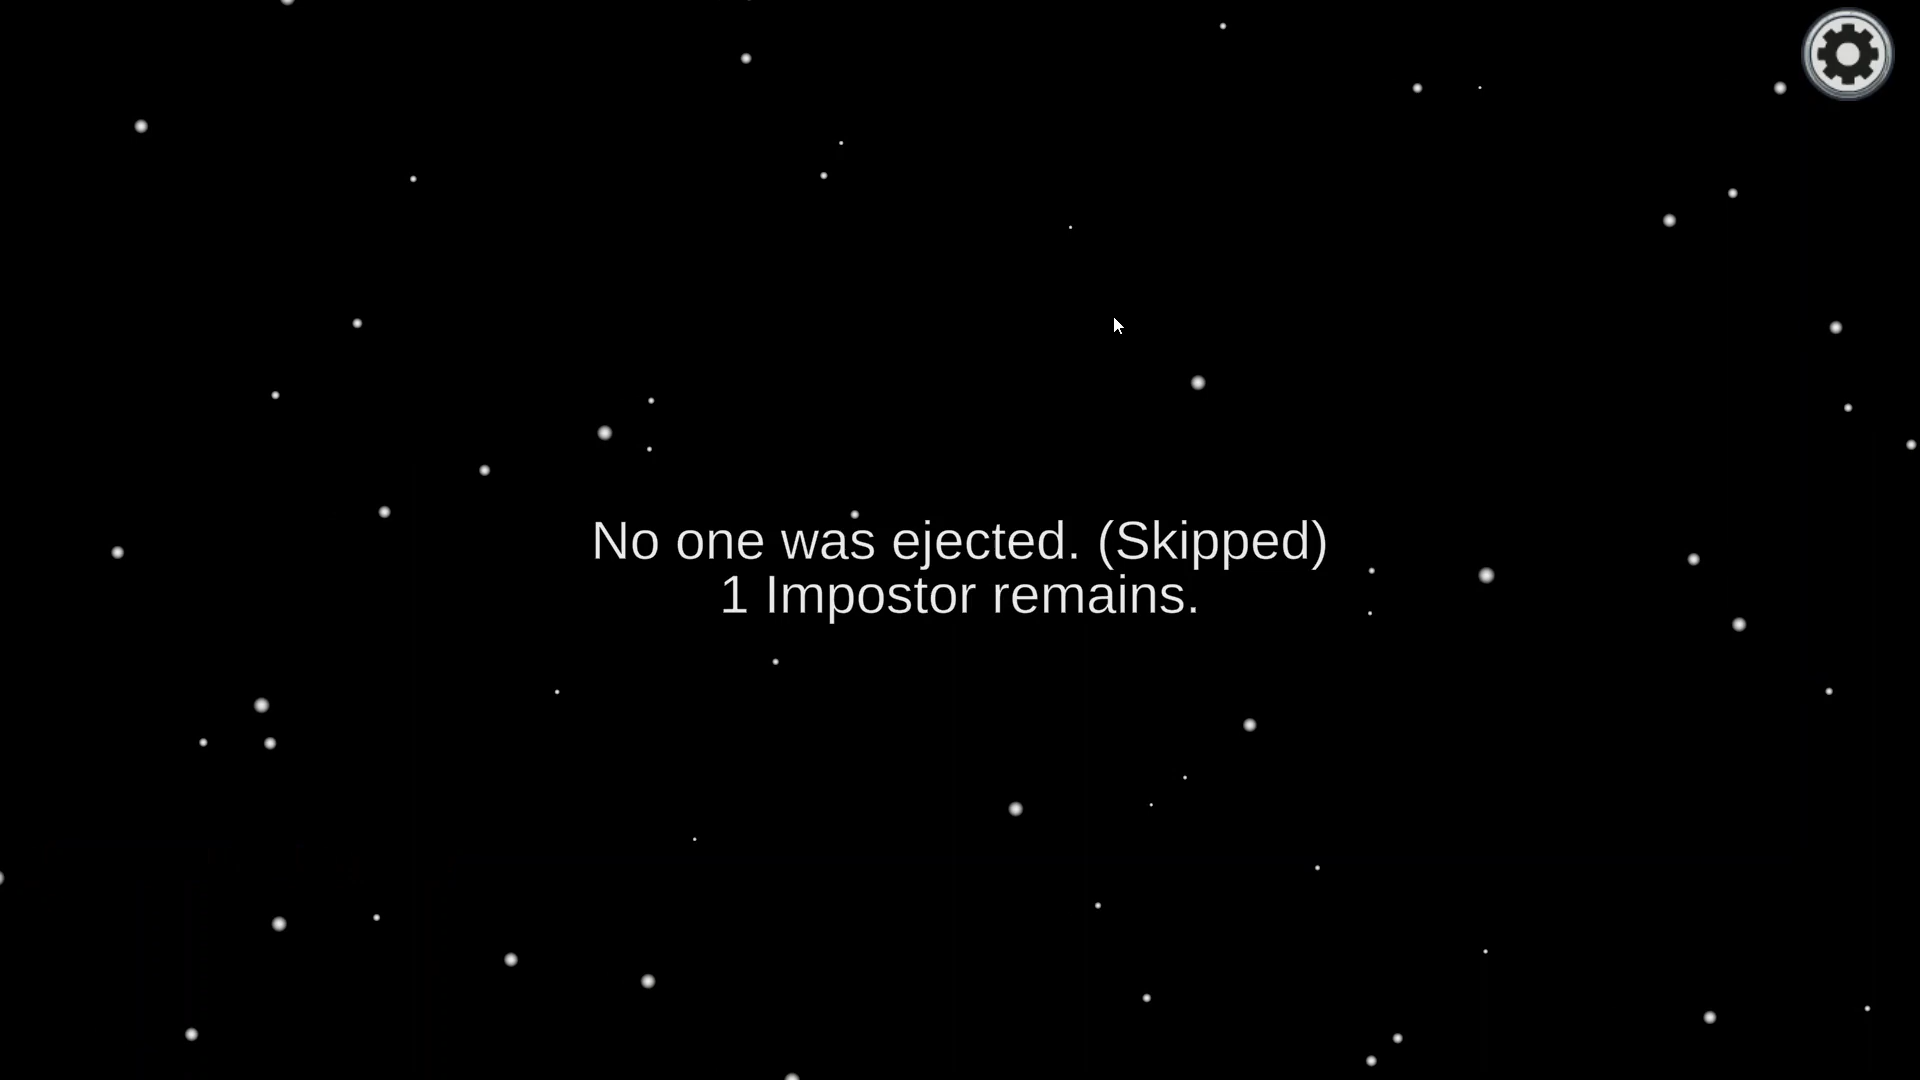 No one was ejected. (Skipped)
1 Impostor remains.